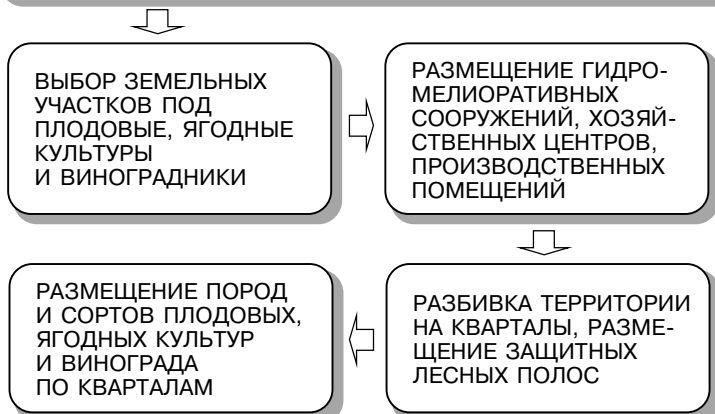 ВЫБОР ЗЕМЕЛЬНЫХ
УЧАСТКОВ ПОД
ПЛОДОВЫЕ, ЯГОДНЫЕ
КУЛЬТУРЫ
И ВИНОГРАДНИКИ
РАЗМЕЩЕНИЕ ГИДРО-
МЕЛИОРАТИВНЫХ
СООРУЖЕНИЙ, ХОЗЯЙ-
СТВЕННЫХ ЦЕНТРОВ,
ПРОИЗВОДСТВЕННЫХ
ПОМЕЩЕНИЙ
РАЗБИВКА ТЕРРИТОРИИ
НА КВАРТАЛЫ, РАЗМЕ-
ЩЕНИЕ ЗАЩИТНЫХ
ЛЕСНЫХ ПОЛОС
РАЗМЕЩЕНИЕ ПОРОД
И СОРТОВ ПЛОДОВЫХ,
ЯГОДНЫХ КУЛЬТУР
И ВИНОГРАДА
ПО КВАРТАЛАМ